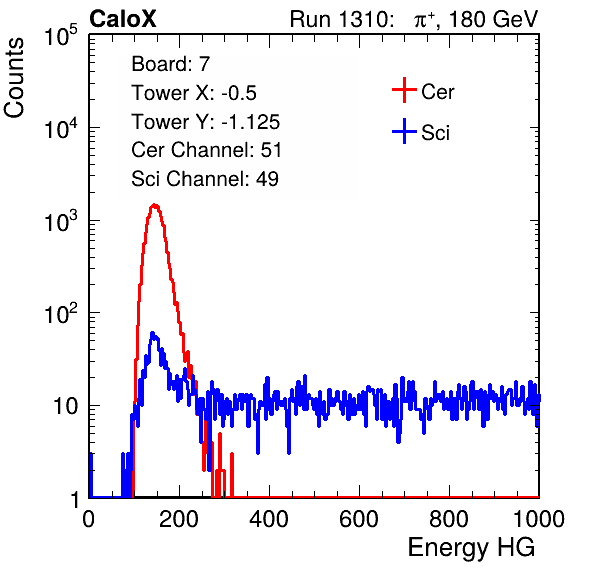 CaloX Run 1310: π⁺, 180 GeV
Counts
10⁵
10⁴
10³
10²
10
1
Board: 7
Tower X: -0.5
Tower Y: -1.125
Cer Channel: 51
Sci Channel: 49
Cer
Sci
0 200 400 600 800 1000
Energy HG